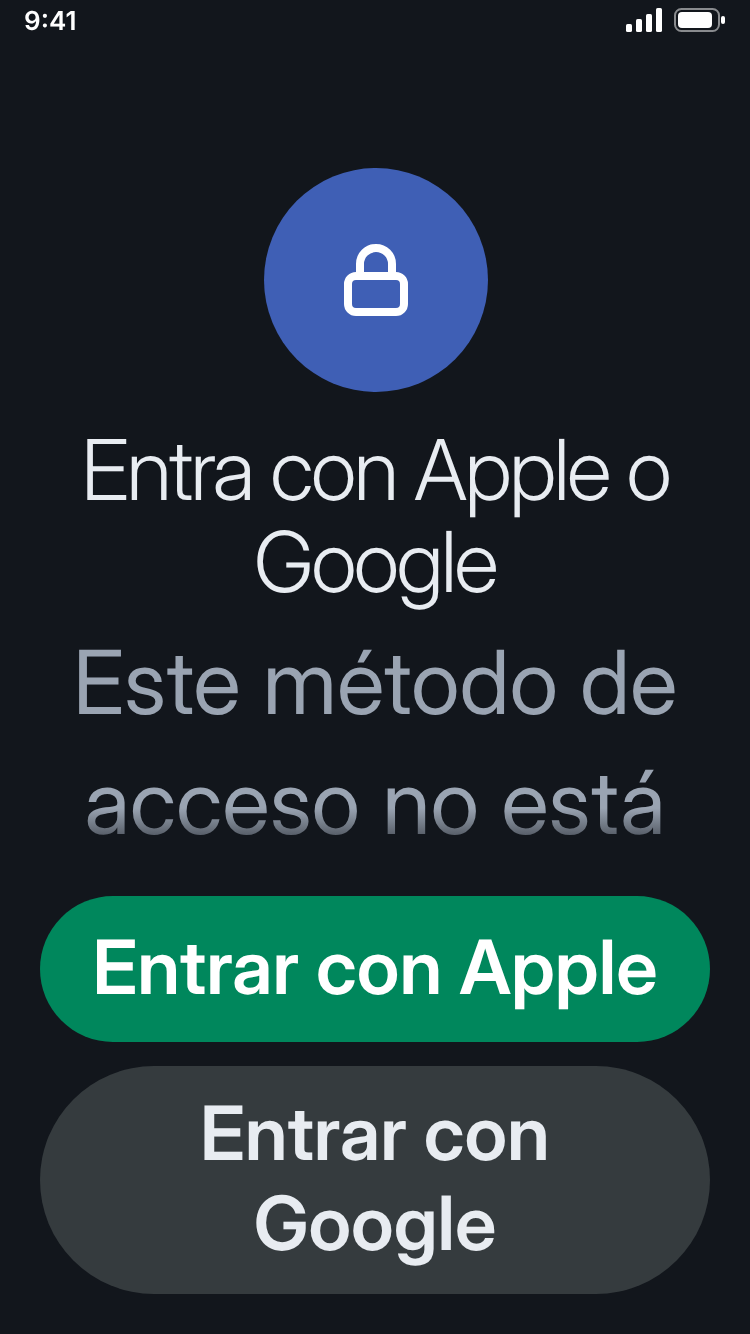 9:41
Entra con Apple o
Google
Este método de
acceso no está
Entrar con Apple
Entrar con
Google